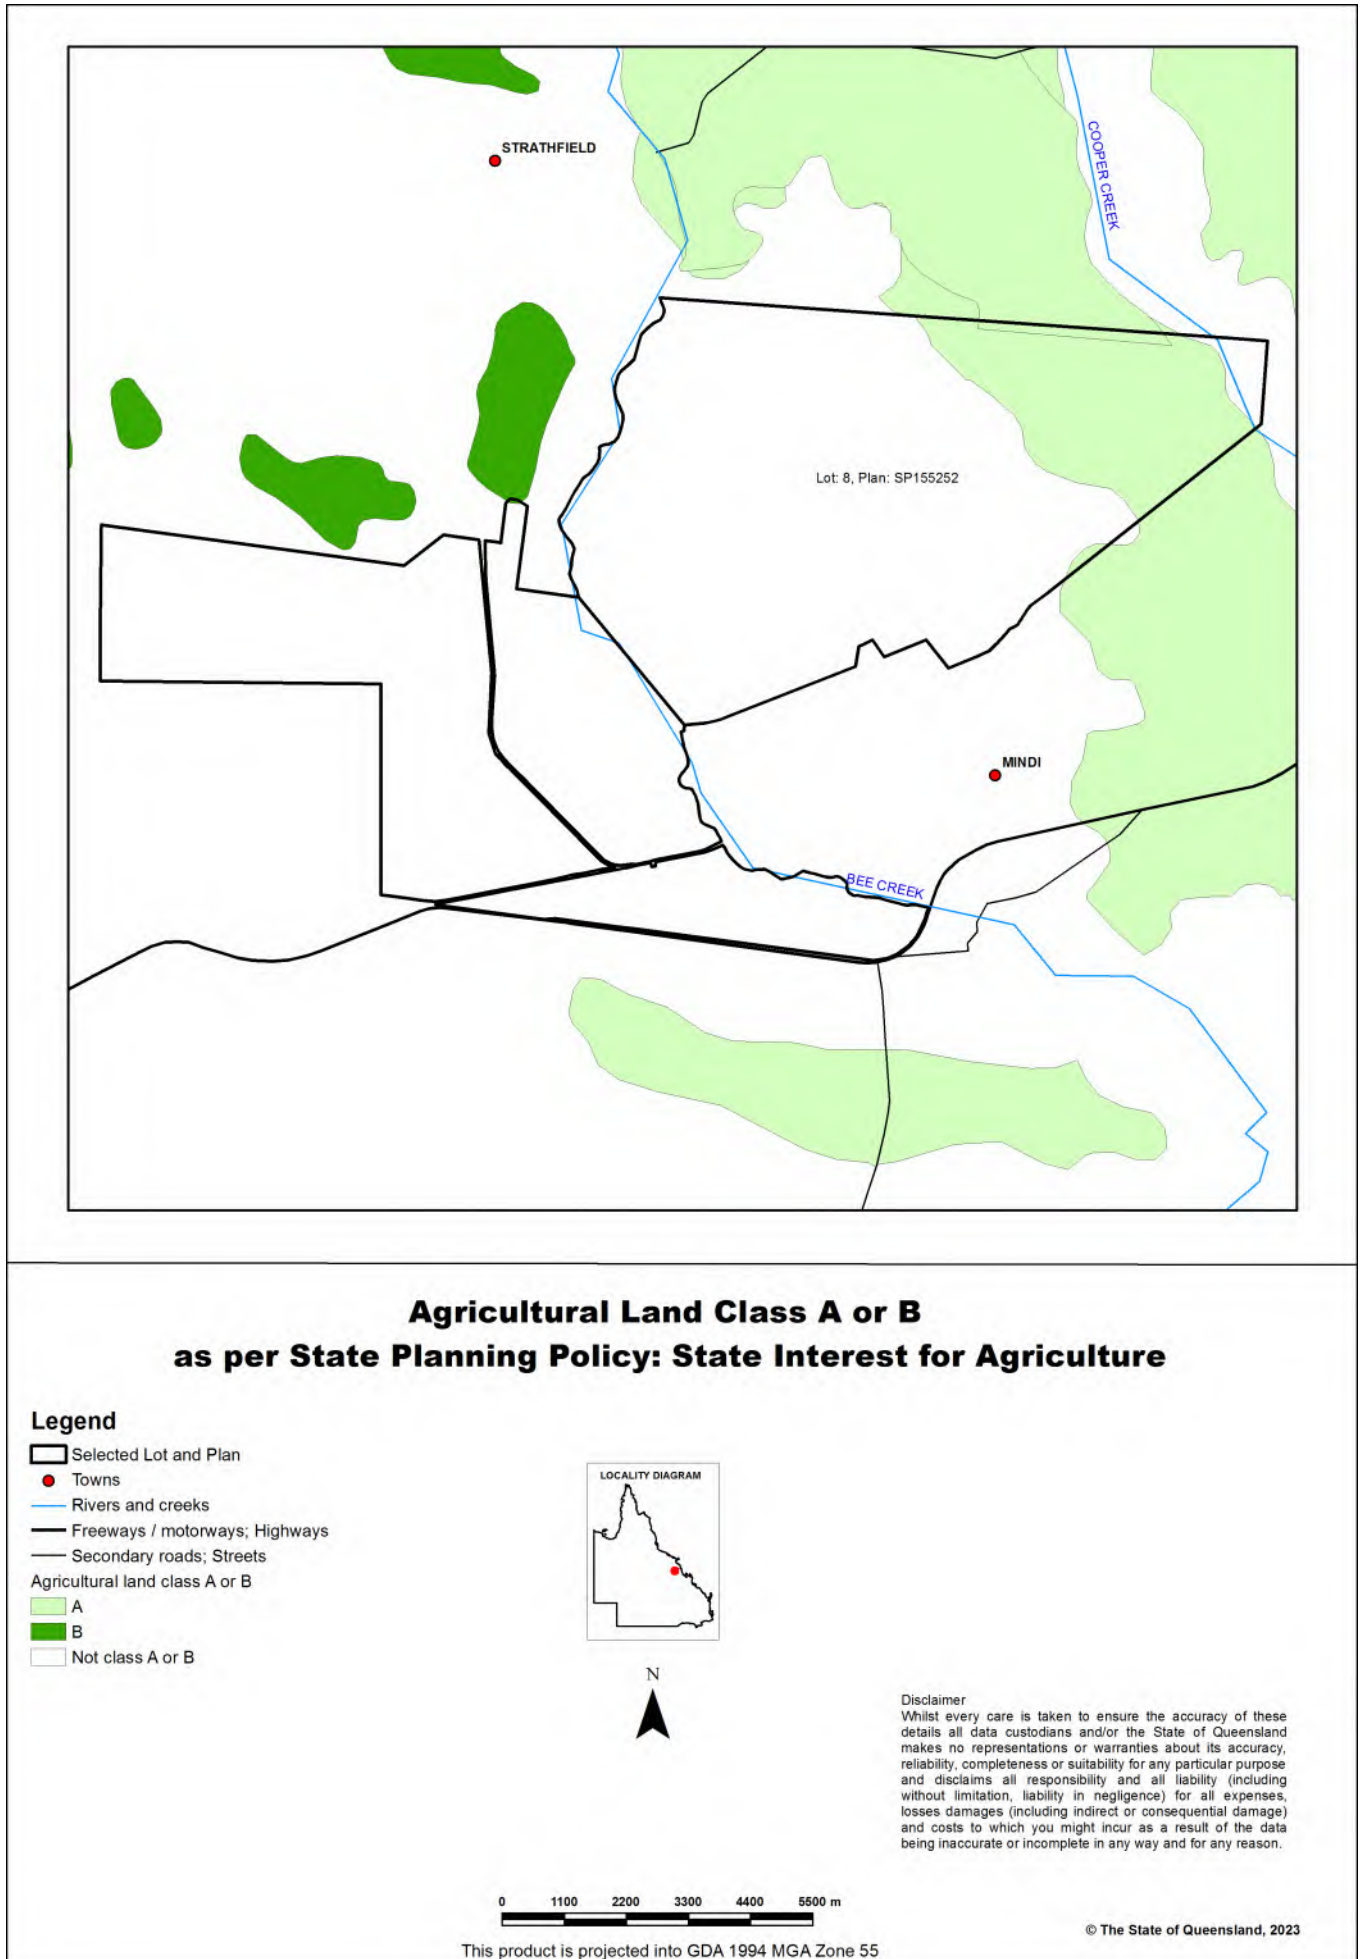 STRATHFIELD
COOPER CREEK
Lot: 8, Plan: SP155252
MINDI
BEE CREEK
Agricultural Land Class A or B
as per State Planning Policy: State Interest for Agriculture
Legend
Selected Lot and Plan
Towns
Rivers and creeks
Freeways / motorways; Highways
Secondary roads; Streets
Agricultural land class A or B
A
B
Not class A or B
LOCALITY DIAGRAM
N
Disclaimer
Whilst every care is taken to ensure the accuracy of these
details all data custodians and/or the State of Queensland
makes no representations or warranties about its accuracy,
reliability, completeness or suitability for any particular purpose
and disclaims all responsibility and all liability (including
without limitation, liability in negligence) for all expenses,
losses damages (including indirect or consequential damage)
and costs to which you might incur as a result of the data
being inaccurate or incomplete in any way and for any reason.
0 1100 2200 3300 4400 5500 m
This product is projected into GDA 1994 MGA Zone 55
© The State of Queensland, 2023